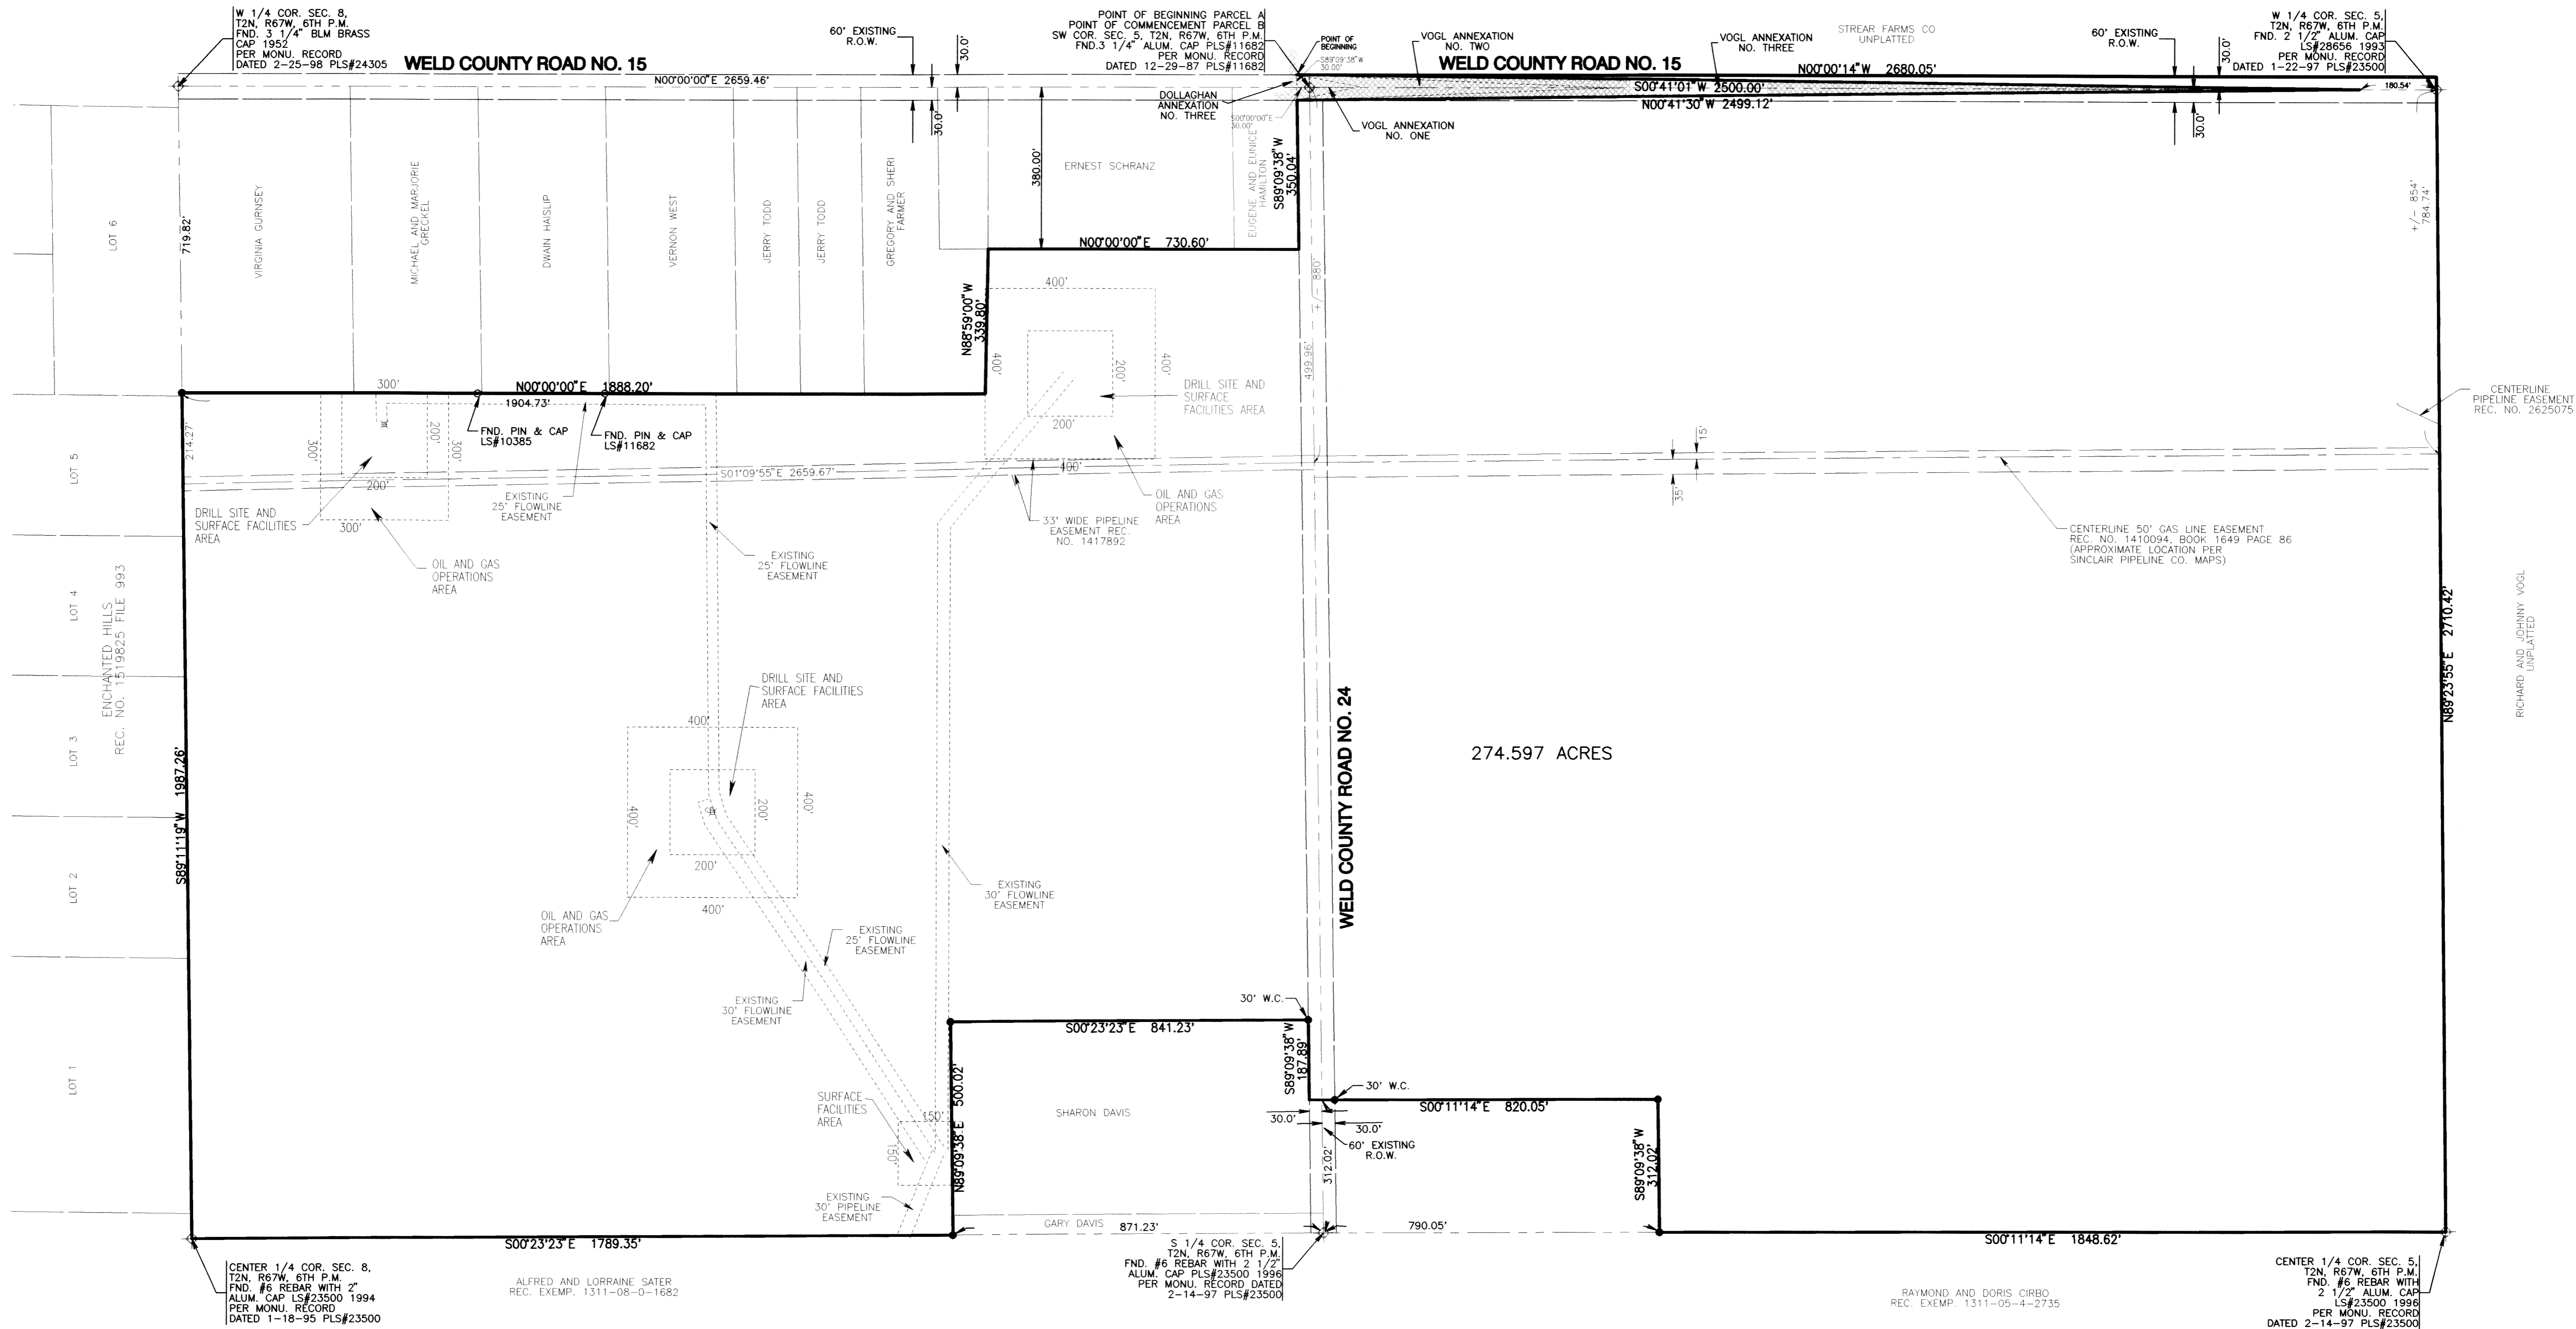 W 1/4 COR. SEC. 8,
T2N, R67W, 6TH P.M.
FND. 3 1/4" BLM BRASS
CAP 1952
PER MONU. RECORD
DATED 2-25-98 PLS#24305
WELD COUNTY ROAD NO. 15
N00°00'00"E 2659.46'
60' EXISTING
R.O.W.
30.0'
30.0'
POINT OF BEGINNING PARCEL A
POINT OF COMMENCEMENT PARCEL B
SW COR. SEC. 5, T2N, R67W, 6TH P.M.
FND.3 1/4" ALUM. CAP PLS#11682
PER MONU. RECORD
DATED 12-29-87 PLS#11682
POINT OF
BEGINNING
S89°09'38"W
30.00'
VOGL ANNEXATION
NO. TWO
WELD COUNTY ROAD NO. 15
VOGL ANNEXATION
NO. THREE
STREAR FARMS CO
UNPLATTED
N00°00'14"W 2680.05'
60' EXISTING
R.O.W.
30.0'
30.0'
W 1/4 COR. SEC. 5,
T2N, R67W, 6TH P.M.
FND. 2 1/2" ALUM. CAP
LS#28656 1993
PER MONU. RECORD
DATED 1-22-97 PLS#23500
180.54'
S00°41'01"W 2500.00'
N00°41'30"W 2499.12'
DOLLAGHAN
ANNEXATION
NO. THREE
S00°00'00"E
30.00'
VOGL ANNEXATION
NO. ONE
LOT 6
719.82'
VIRGINIA GURNSEY
MICHAEL AND MARJORIE
GRECKEL
DWAIN HAISLIP
VERNON WEST
JERRY TODD
JERRY TODD
GREGORY AND SHERI
FARMER
380.00'
ERNEST SCHRANZ
EUGENE AND EUNICE
HAMILTON
S89°09'38"W
350.04'
N00°00'00"E 730.60'
+/- 880'
499.96'
+/- 854'
784.74'
N88°59'00"W
339.80'
400'
400'
200'
400'
200'
400'
DRILL SITE AND
SURFACE
FACILITIES AREA
300'
N00°00'00"E 1888.20'
1904.73'
FND. PIN & CAP
LS#10385
FND. PIN & CAP
LS#11682
214.27'
300'
200'
300'
200'
300'
S01°09'55"E 2659.67'
EXISTING
25' FLOWLINE
EASEMENT
DRILL SITE AND
SURFACE FACILITIES
AREA
OIL AND GAS
OPERATIONS
AREA
33' WIDE PIPELINE
EASEMENT REC.
NO. 1417892
OIL AND GAS
OPERATIONS
AREA
15'
35'
CENTERLINE
PIPELINE EASEMENT
REC. NO. 2625075
CENTERLINE 50' GAS LINE EASEMENT
REC. NO. 1410094, BOOK 1649 PAGE 86
(APPROXIMATE LOCATION PER
SINCLAIR PIPELINE CO. MAPS)
EXISTING
25' FLOWLINE
EASEMENT
LOT 5
LOT 4
LOT 3
LOT 2
LOT 1
ENCHANTED HILLS
REC. NO. 1519825 FILE 993
S89°11'19"W 1987.26'
DRILL SITE AND
SURFACE FACILITIES
AREA
400'
400'
200'
400'
200'
400'
OIL AND GAS
OPERATIONS
AREA
EXISTING
30' FLOWLINE
EASEMENT
EXISTING
25' FLOWLINE
EASEMENT
EXISTING
30' FLOWLINE
EASEMENT
WELD COUNTY ROAD NO. 24
274.597 ACRES
N89°23'55"E 2710.42'
RICHARD AND JOHNNY VOGL
UNPLATTED
30' W.C.
S00°23'23"E 841.23'
S89°09'38"W
187.89'
30' W.C.
S00°11'14"E 820.05'
30.0'
30.0'
60' EXISTING
R.O.W.
312.02'
S89°09'38"W
312.02'
SURFACE
FACILITIES
AREA
150'
150'
N89°09'38"E 500.02'
SHARON DAVIS
EXISTING
30' PIPELINE
EASEMENT
GARY DAVIS
871.23'
790.05'
S00°23'23"E 1789.35'
S00°11'14"E 1848.62'
CENTER 1/4 COR. SEC. 8,
T2N, R67W, 6TH P.M.
FND. #6 REBAR WITH 2"
ALUM. CAP LS#23500 1994
PER MONU. RECORD
DATED 1-18-95 PLS#23500
ALFRED AND LORRAINE SATER
REC. EXEMP. 1311-08-0-1682
S 1/4 COR. SEC. 5,
T2N, R67W, 6TH P.M.
FND. #6 REBAR WITH 2 1/2"
ALUM. CAP PLS#23500 1996
PER MONU. RECORD DATED
2-14-97 PLS#23500
RAYMOND AND DORIS CIRBO
REC. EXEMP. 1311-05-4-2735
CENTER 1/4 COR. SEC. 5,
T2N, R67W, 6TH P.M.
FND. #6 REBAR WITH
2 1/2" ALUM. CAP
LS#23500 1996
PER MONU. RECORD
DATED 2-14-97 PLS#23500